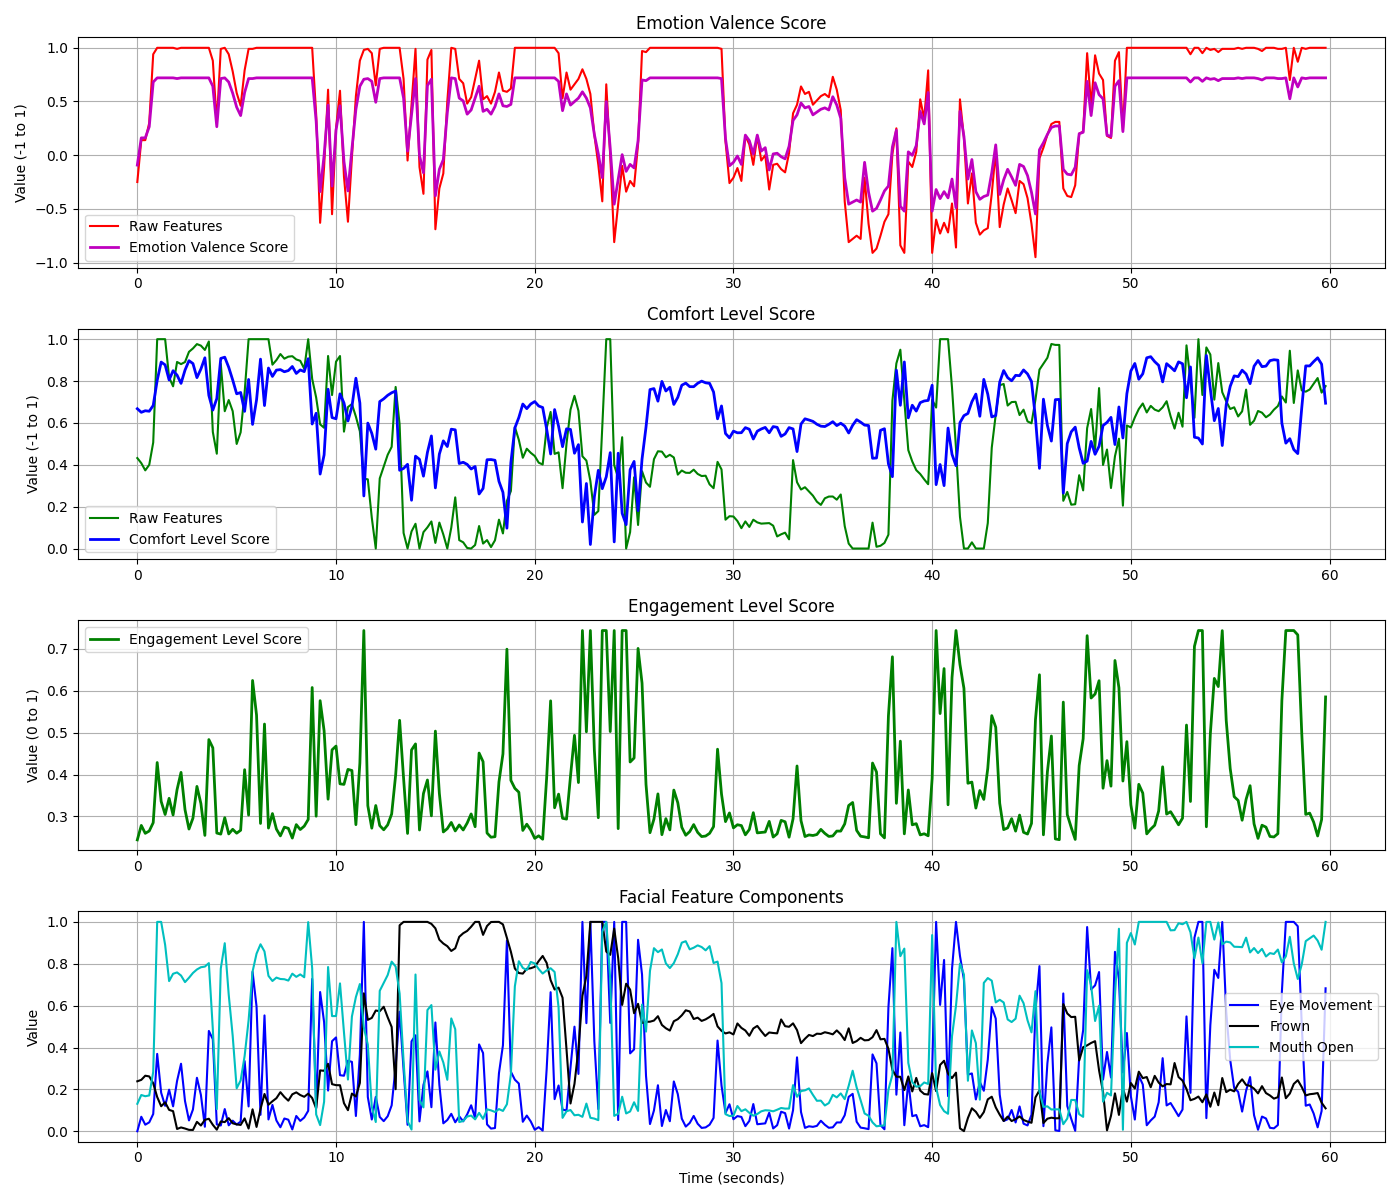 Emotion Valence Score
Value (-1 to 1)
1.0
0.5
0.0
−0.5
−1.0
Raw Features
Emotion Valence Score
0 10 20 30 40 50 60
Comfort Level Score
Value (-1 to 1)
1.0
0.8
0.6
0.4
0.2
0.0
Raw Features
Comfort Level Score
0 10 20 30 40 50 60
Engagement Level Score
Value (0 to 1)
0.7
0.6
0.5
0.4
0.3
Engagement Level Score
0 10 20 30 40 50 60
Facial Feature Components
Value
1.0
0.8
0.6
0.4
0.2
0.0
Eye Movement
Frown
Mouth Open
0 10 20 30 40 50 60
Time (seconds)